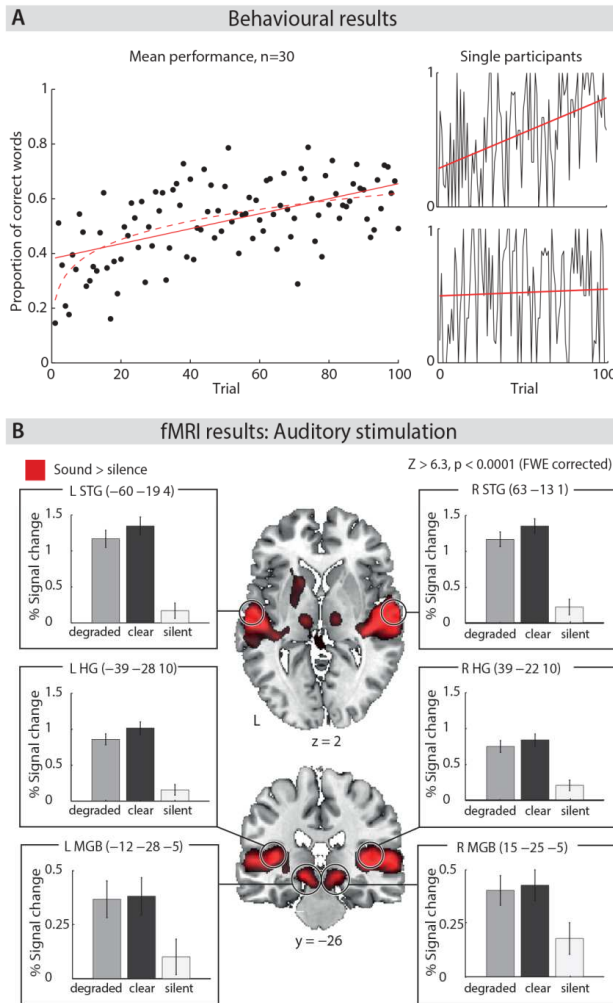 A Behavioural results
Mean performance, n=30
Single participants
Proportion of correct words
1
0.8
0.6
0.4
0.2
0
0 20 40 60 80 100
Trial
1
0
0 100
1
0
0 100
Trial
B fMRI results: Auditory stimulation
Sound > silence
Z > 6.3, p < 0.0001 (FWE corrected)
L STG (−60 −19 4)
% Signal change
1.5
1
0.5
0
degraded clear silent
R STG (63 −13 1)
% Signal change
1.5
1
0.5
0
degraded clear silent
L HG (−39 −28 10)
% Signal change
1.5
1
0.5
0
degraded clear silent
L
z = 2
R HG (39 −22 10)
% Signal change
1.5
1
0.5
0
degraded clear silent
L MGB (−12 −28 −5)
% Signal change
0.5
0.25
0
degraded clear silent
y = −26
R MGB (15 −25 −5)
% Signal change
0.5
0.25
0
degraded clear silent